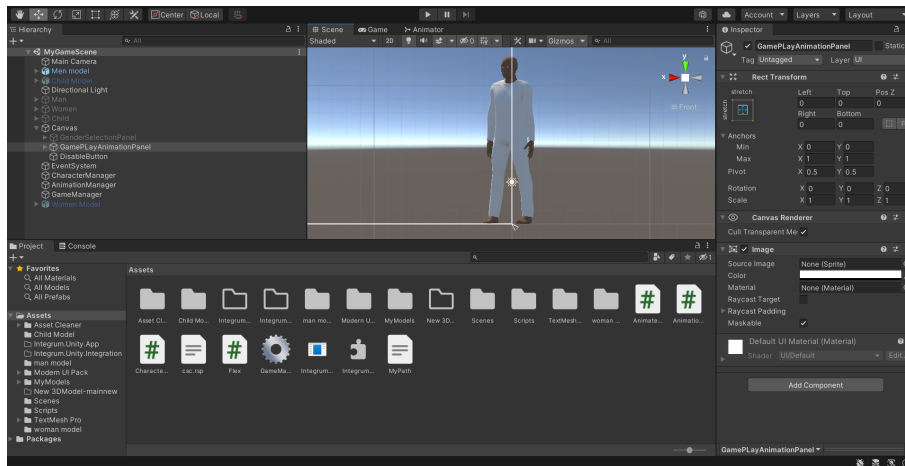 Center Local Account Layers Layout
Hierarchy
All
MyGameScene
Main Camera
Men model
Child Model
Directional Light
Man
Women
Child
Canvas
GenderSelectionPanel
GamePLayAnimationPanel
DisableButton
EventSystem
CharacterManager
AnimationManager
GameManager
Women Model
Scene Game Animator
Shaded 2D 0 Gizmos All
y
x
Front
Inspector
GamePLayAnimationPanel Static
Tag Untagged Layer UI
Rect Transform
stretch Left Top Pos Z
stretch 0 0 0
Right Bottom
0 0
Anchors
Min X 0 Y 0
Max X 1 Y 1
Pivot X 0.5 Y 0.5
Rotation X 0 Y 0 Z 0
Scale X 1 Y 1 Z 1
Canvas Renderer
Cull Transparent Me
Image
Source Image None (Sprite)
Color
Material None (Material)
Raycast Target
Raycast Padding
Maskable
Default UI Material (Material)
Shader UI/Default Edit..
Add Component
GamePLayAnimationPanel
Project Console
1
Favorites
All Materials
All Models
All Prefabs
Assets
Asset Cleaner
Child Model
Integrum.Unity.App
Integrum.Unity.Integration
man model
Modern UI Pack
MyModels
New 3DModel-mainnew
Scenes
Scripts
TextMesh Pro
woman model
Packages
Assets
Asset Cl... Child Mo... Integrum... Integrum... man mo... Modern U... MyModels New 3D... Scenes Scripts TextMesh... woman ... Animate... Animatio...
Characte... csc.rsp Flex GameMa... Integrum... Integrum... MyPath